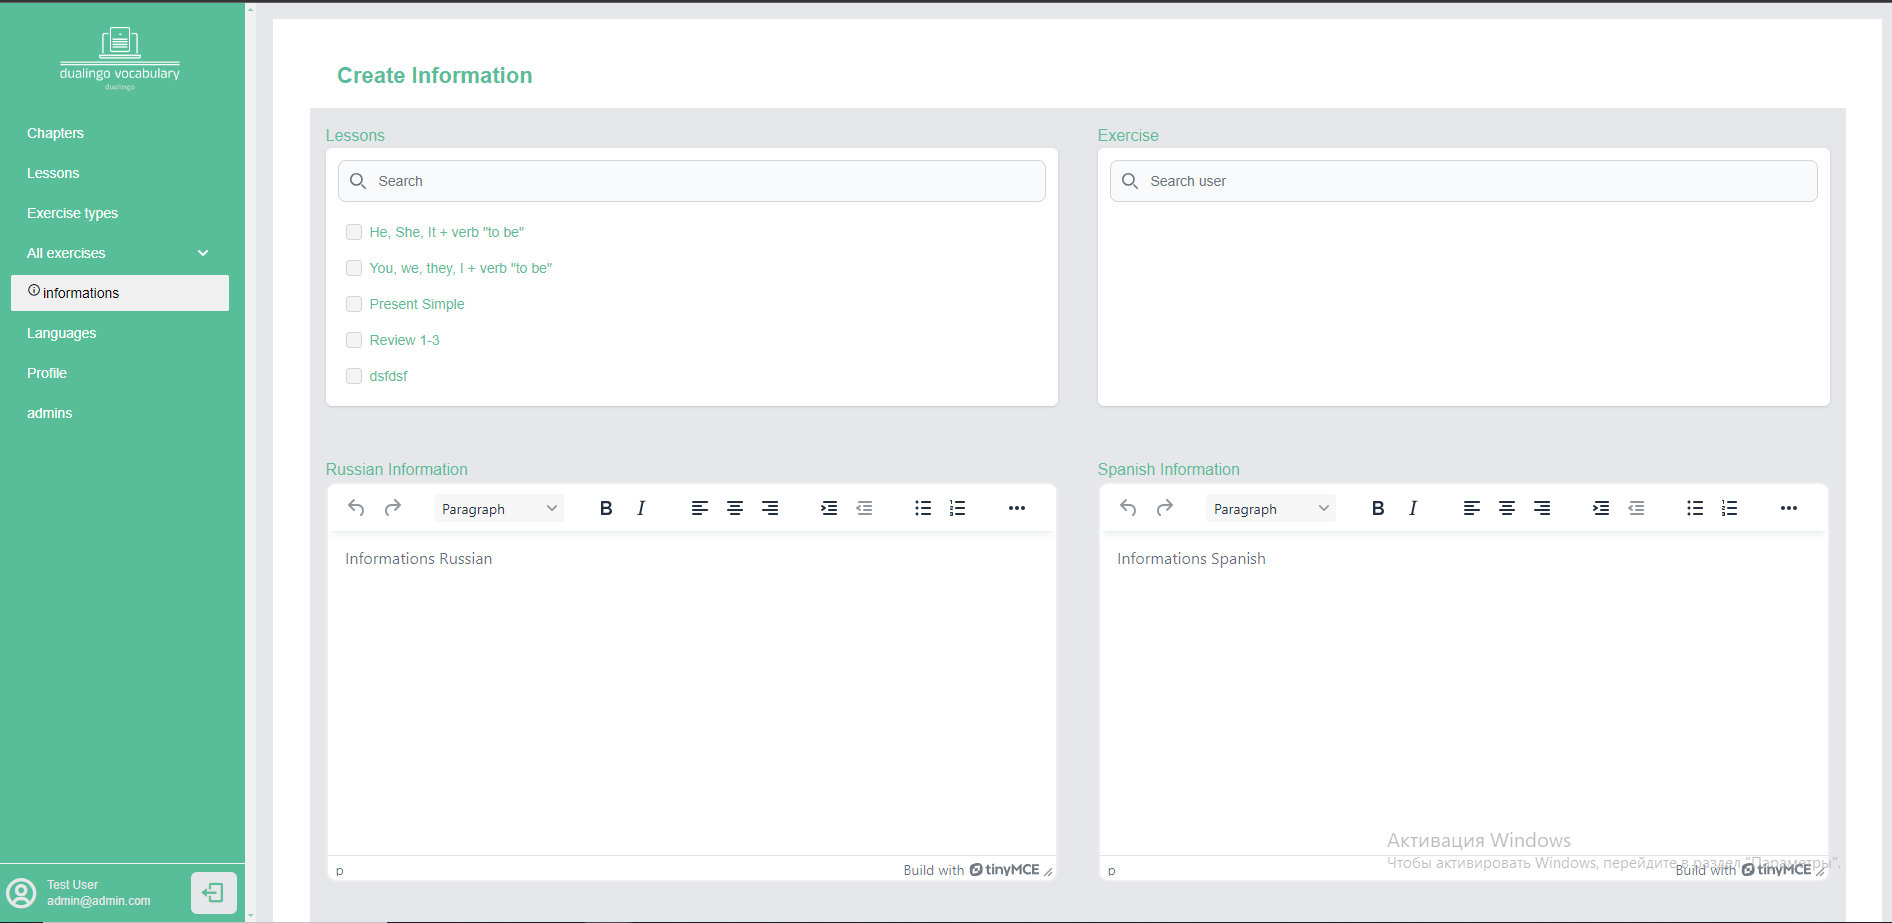 dualingo vocabulary
dualingo
Chapters
Lessons
Exercise types
All exercises
informations
Languages
Profile
admins
Test User
admin@admin.com
Create Information
Lessons
Search
He, She, It + verb "to be"
You, we, they, I + verb "to be"
Present Simple
Review 1-3
dsfdsf
Exercise
Search user
Russian Information
Paragraph
B I
Informations Russian
p
Build with tinyMCE
Spanish Information
Paragraph
B I
Informations Spanish
p
Build with tinyMCE
Активация Windows
Чтобы активировать Windows, перейдите в раздел "Параметры".